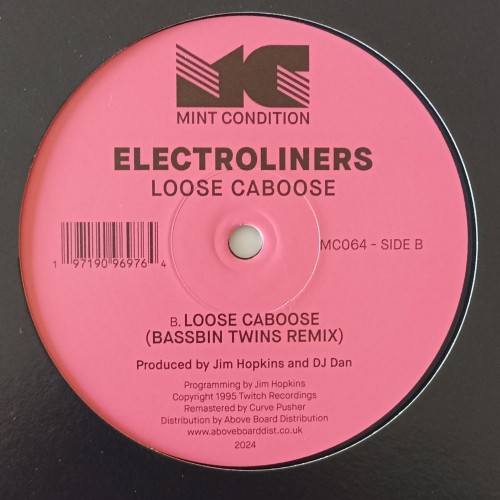 MC
MINT CONDITION
ELECTROLINERS
LOOSE CABOOSE
MC064 - SIDE B
1 97190 96976 4
B. LOOSE CABOOSE
(BASSBIN TWINS REMIX)
Produced by Jim Hopkins and DJ Dan
Programming by Jim Hopkins
Copyright 1995 Twitch Recordings
Remastered by Curve Pusher
Distribution by Above Board Distribution
www.aboveboarddist.co.uk
2024